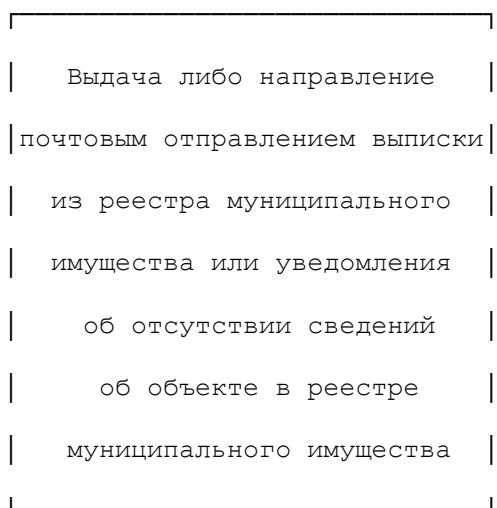 Выдача либо направление
почтовым отправлением выписки
из реестра муниципального
имущества или уведомления
об отсутствии сведений
об объекте в реестре
муниципального имущества